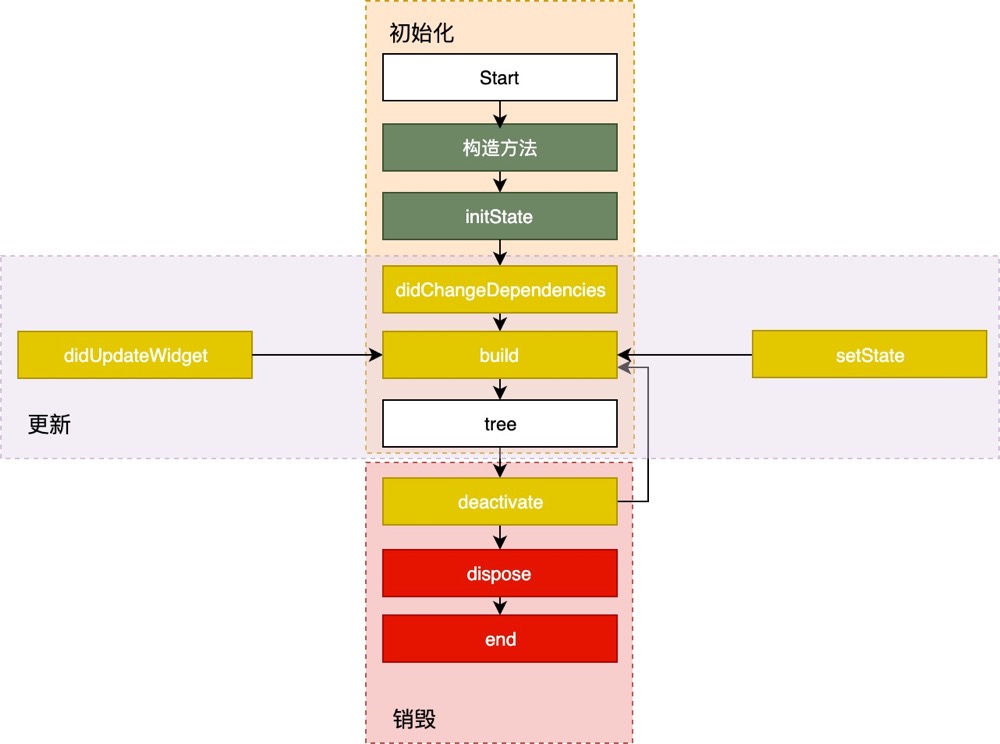 初始化
Start
构造方法
initState
didChangeDependencies
didUpdateWidget
build
setState
更新
tree
deactivate
dispose
end
销毁